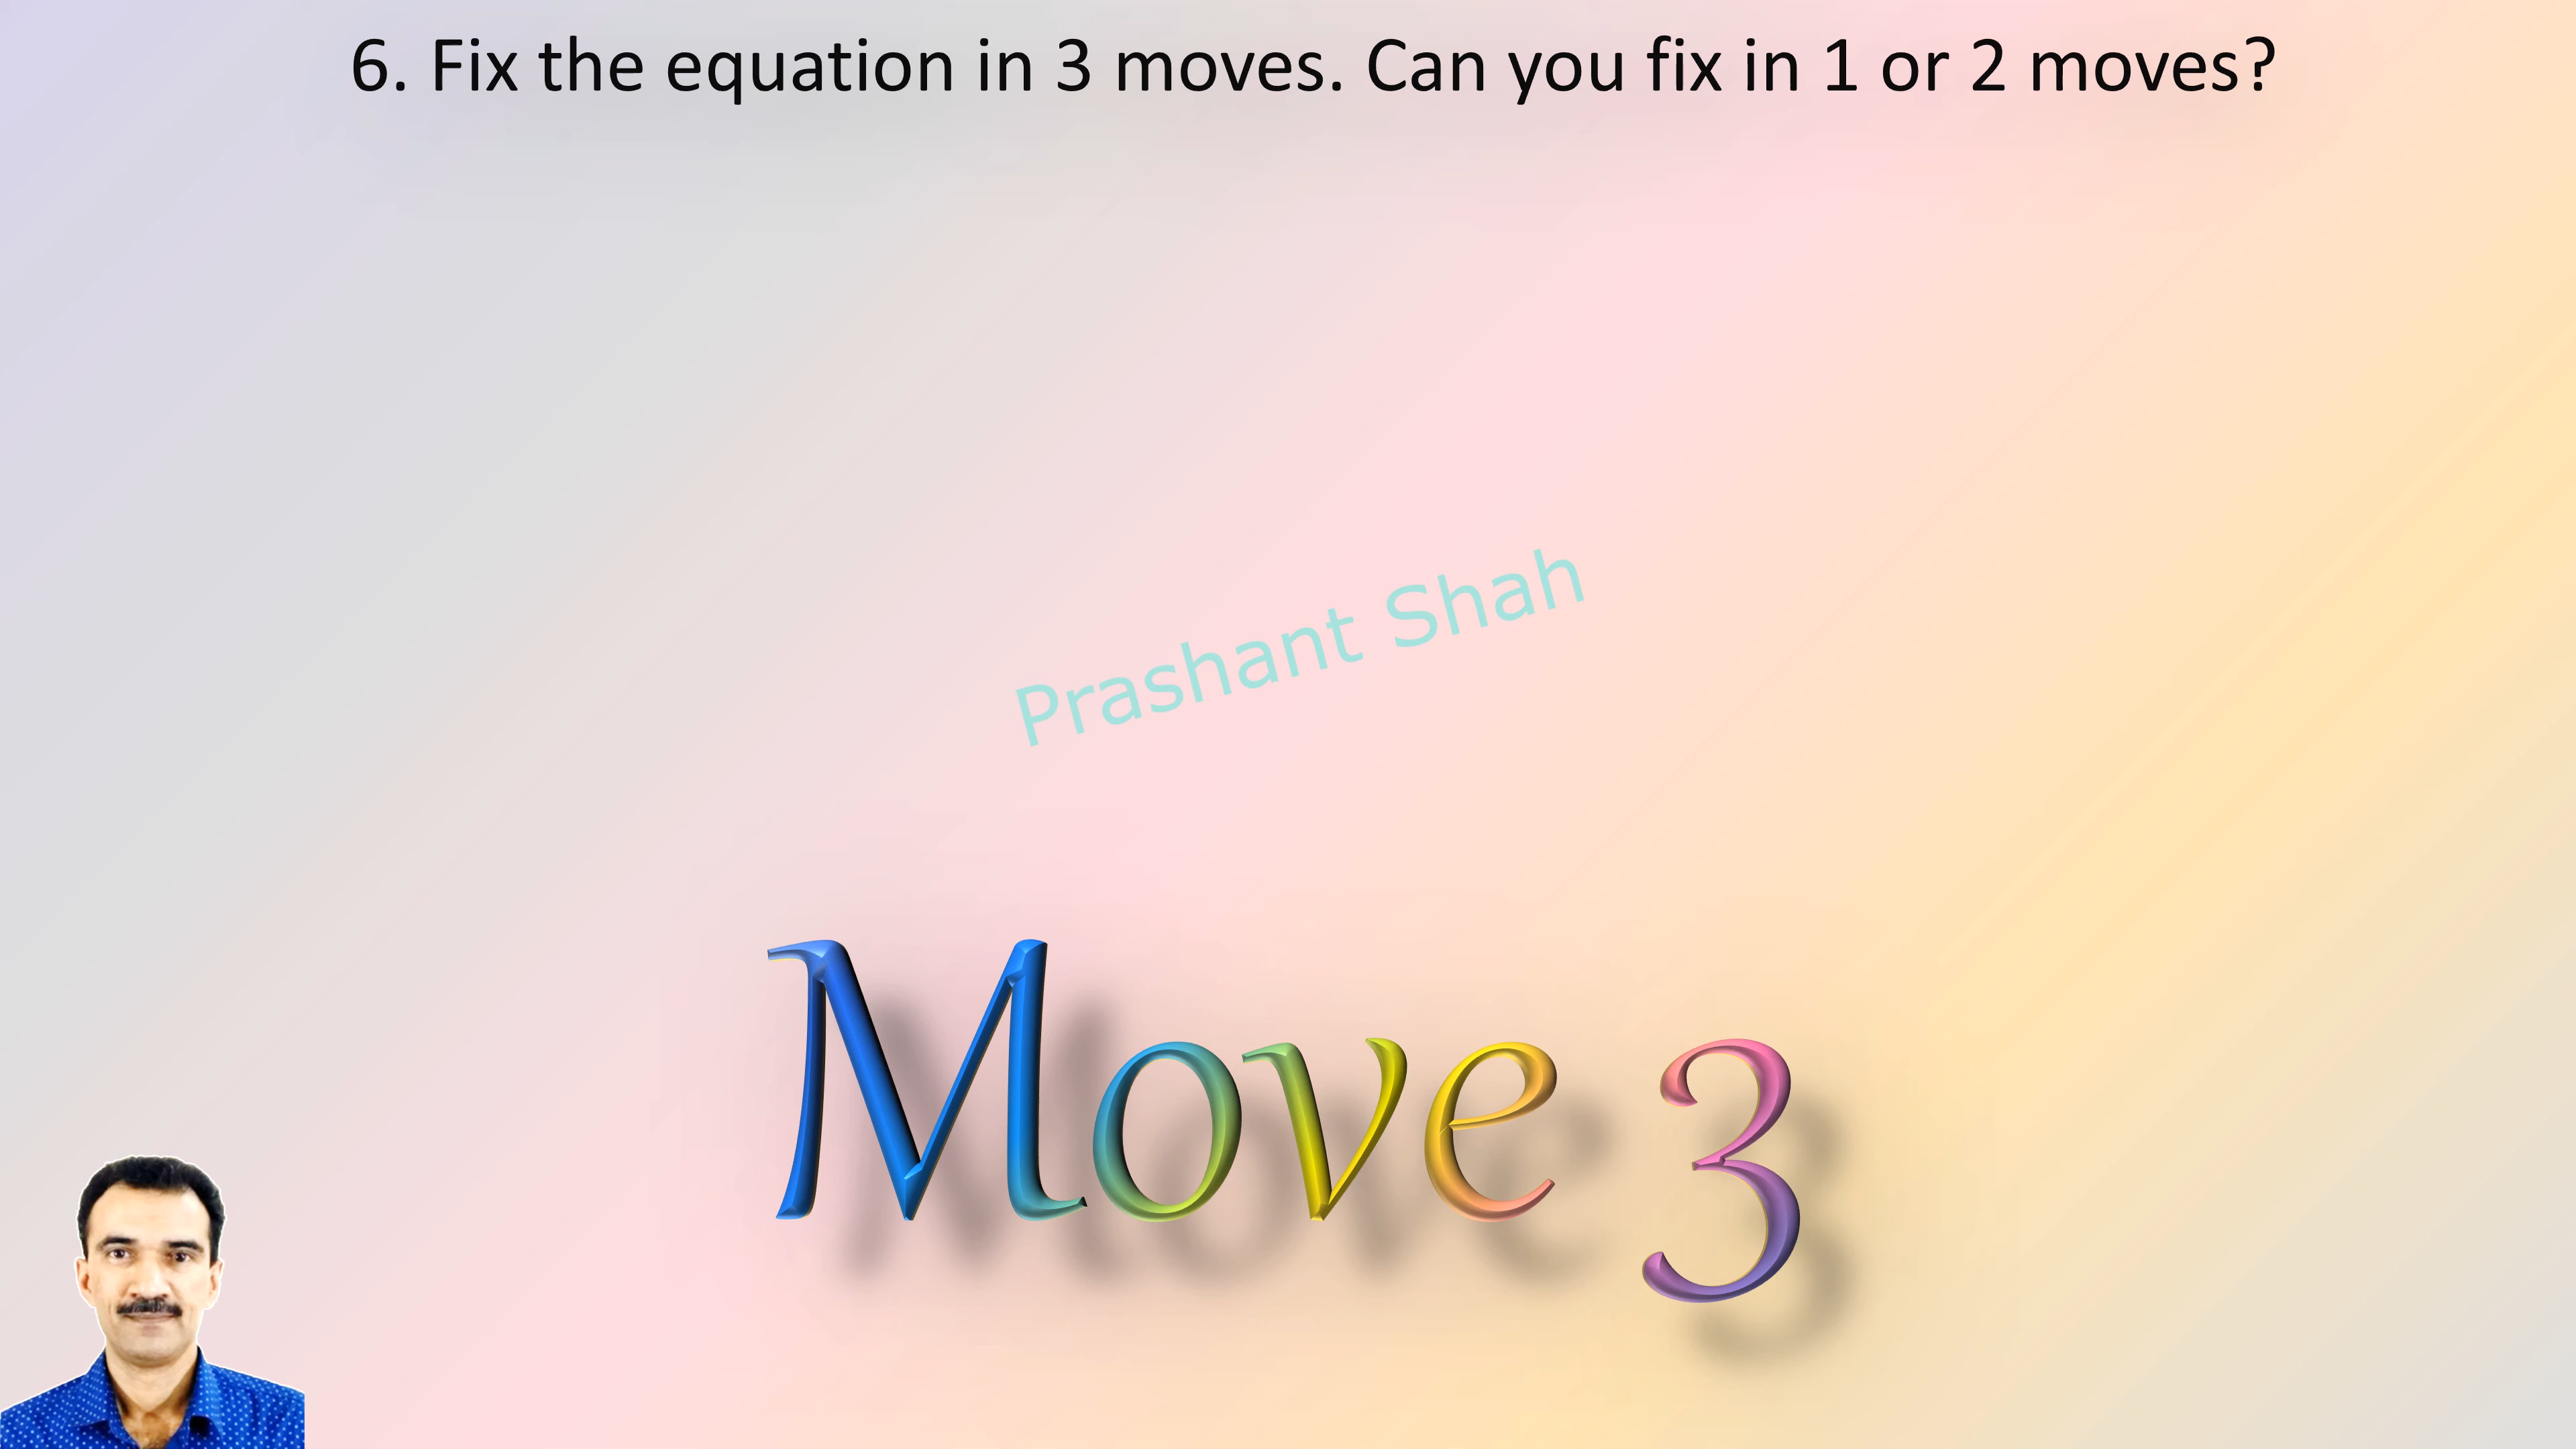 6. Fix the equation in 3 moves. Can you fix in 1 or 2 moves?
Prashant Shah
Move 3